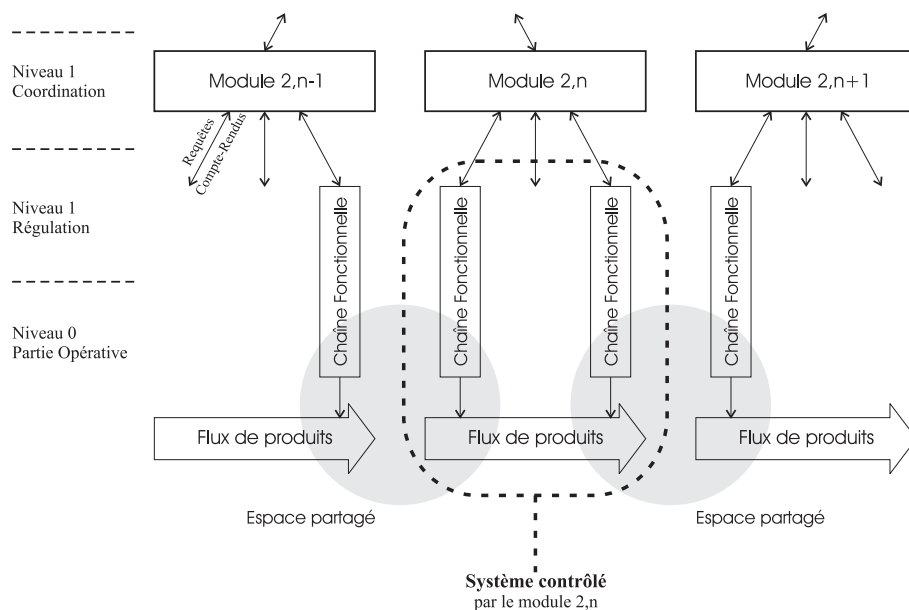 Niveau 1
Coordination
Module 2,n-1
Module 2,n
Module 2,n+1
Requêtes
Compte-Rendus
Niveau 1
Régulation
Chaîne Fonctionnelle
Chaîne Fonctionnelle
Chaîne Fonctionnelle
Chaîne Fonctionnelle
Niveau 0
Partie Opérative
Flux de produits
Flux de produits
Flux de produits
Espace partagé
Espace partagé
Système contrôlé
par le module 2,n